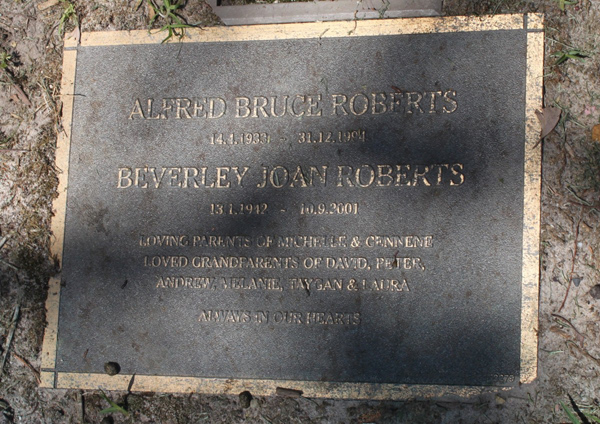 ALFRED BRUCE ROBERTS
14.1.1933 - 31.12.1994
BEVERLEY JOAN ROBERTS
13.1.1942 - 10.9.2001
LOVING PARENTS OF MICHELLE & GENNENE
LOVED GRANDPARENTS OF DAVID, PETER,
ANDREW, MELANIE, TAYGAN & LAURA
ALWAYS IN OUR HEARTS